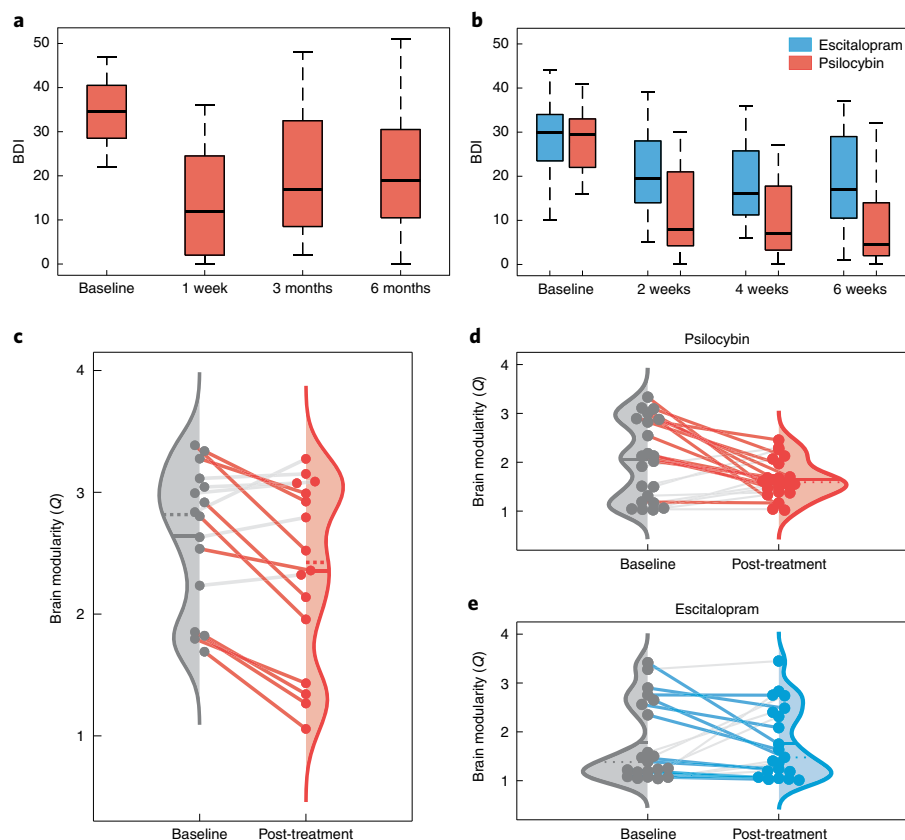 a
50
40
30
20
10
0
BDI
Baseline
1 week
3 months
6 months
b
50
40
30
20
10
0
BDI
Escitalopram
Psilocybin
Baseline
2 weeks
4 weeks
6 weeks
c
4
3
2
1
Brain modularity (Q)
Baseline
Post-treatment
d
Psilocybin
4
3
2
1
Brain modularity (Q)
Baseline
Post-treatment
e
Escitalopram
4
3
2
1
Brain modularity (Q)
Baseline
Post-treatment